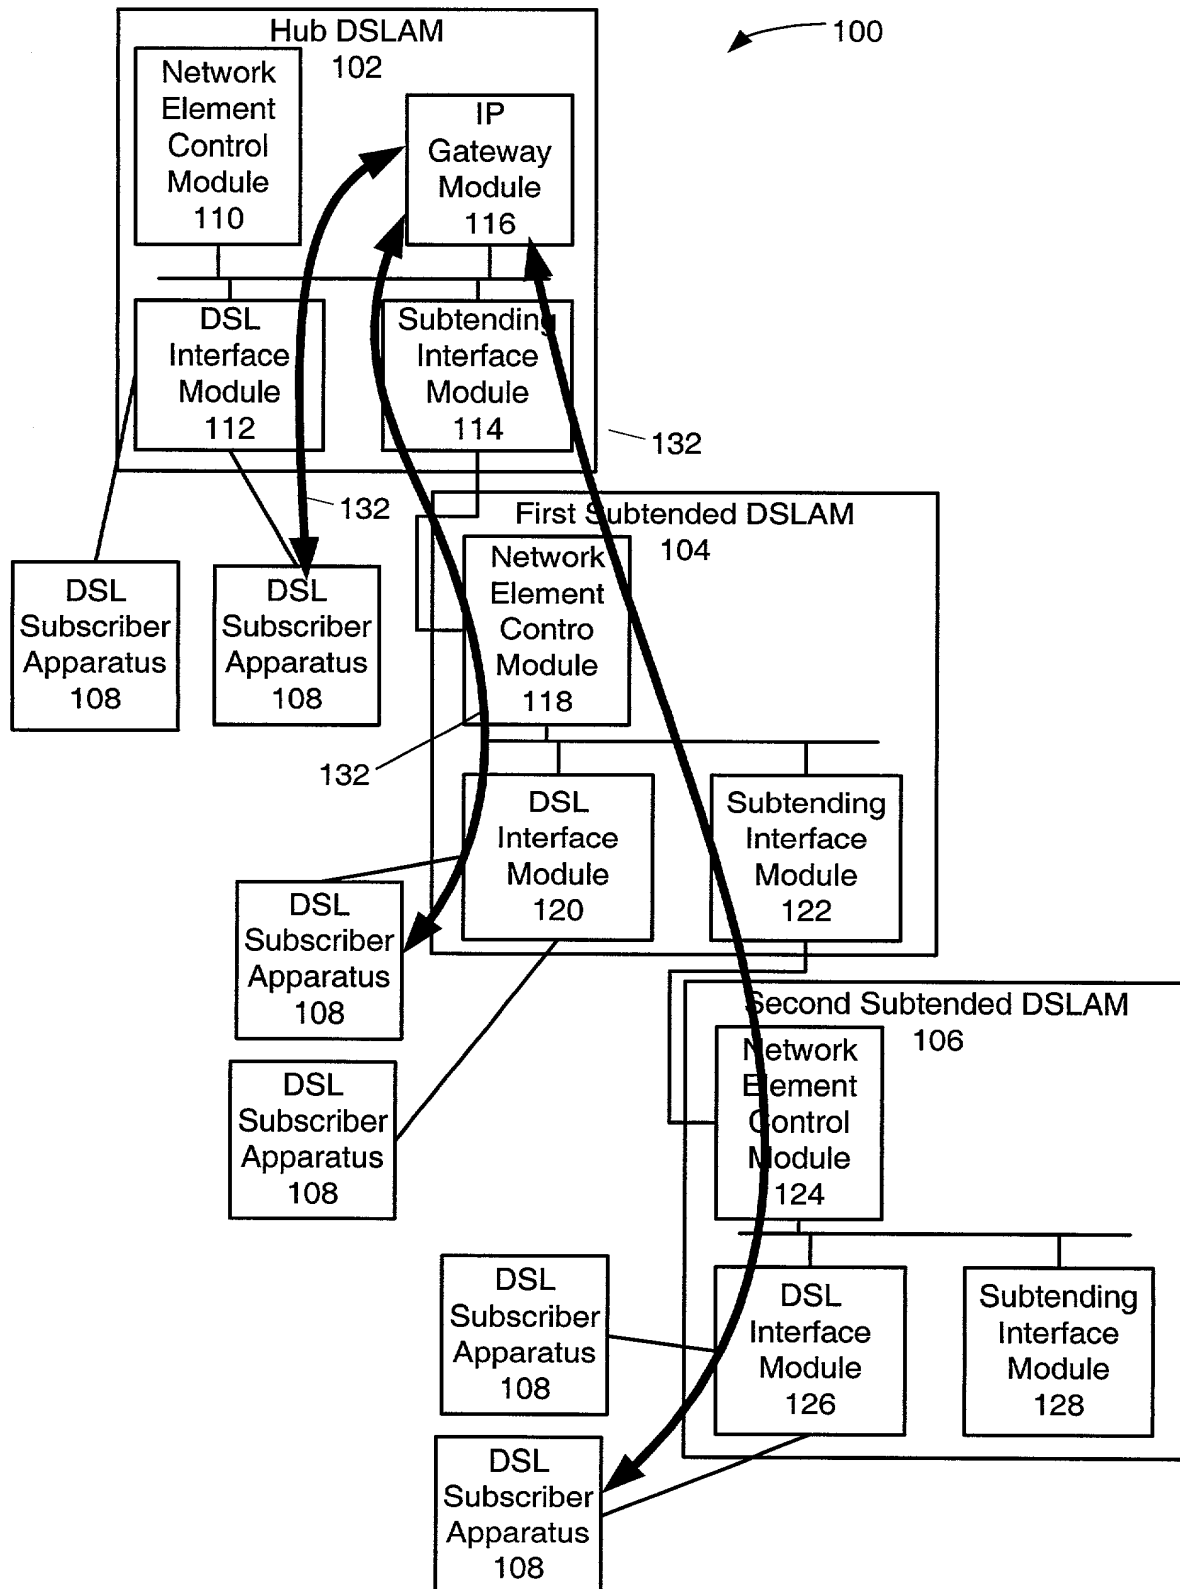 Hub DSLAM
102
100
Network
Element
Control
Module
110
IP
Gateway
Module
116
DSL
Interface
Module
112
Subtending
Interface
Module
114
132
132
First Subtended DSLAM
104
DSL
Subscriber
Apparatus
108
DSL
Subscriber
Apparatus
108
Network
Element
Contro
Module
118
132
DSL
Interface
Module
120
Subtending
Interface
Module
122
DSL
Subscriber
Apparatus
108
DSL
Subscriber
Apparatus
108
Second Subtended DSLAM
106
Network
Element
Control
Module
124
DSL
Interface
Module
126
Subtending
Interface
Module
128
DSL
Subscriber
Apparatus
108
DSL
Subscriber
Apparatus
108